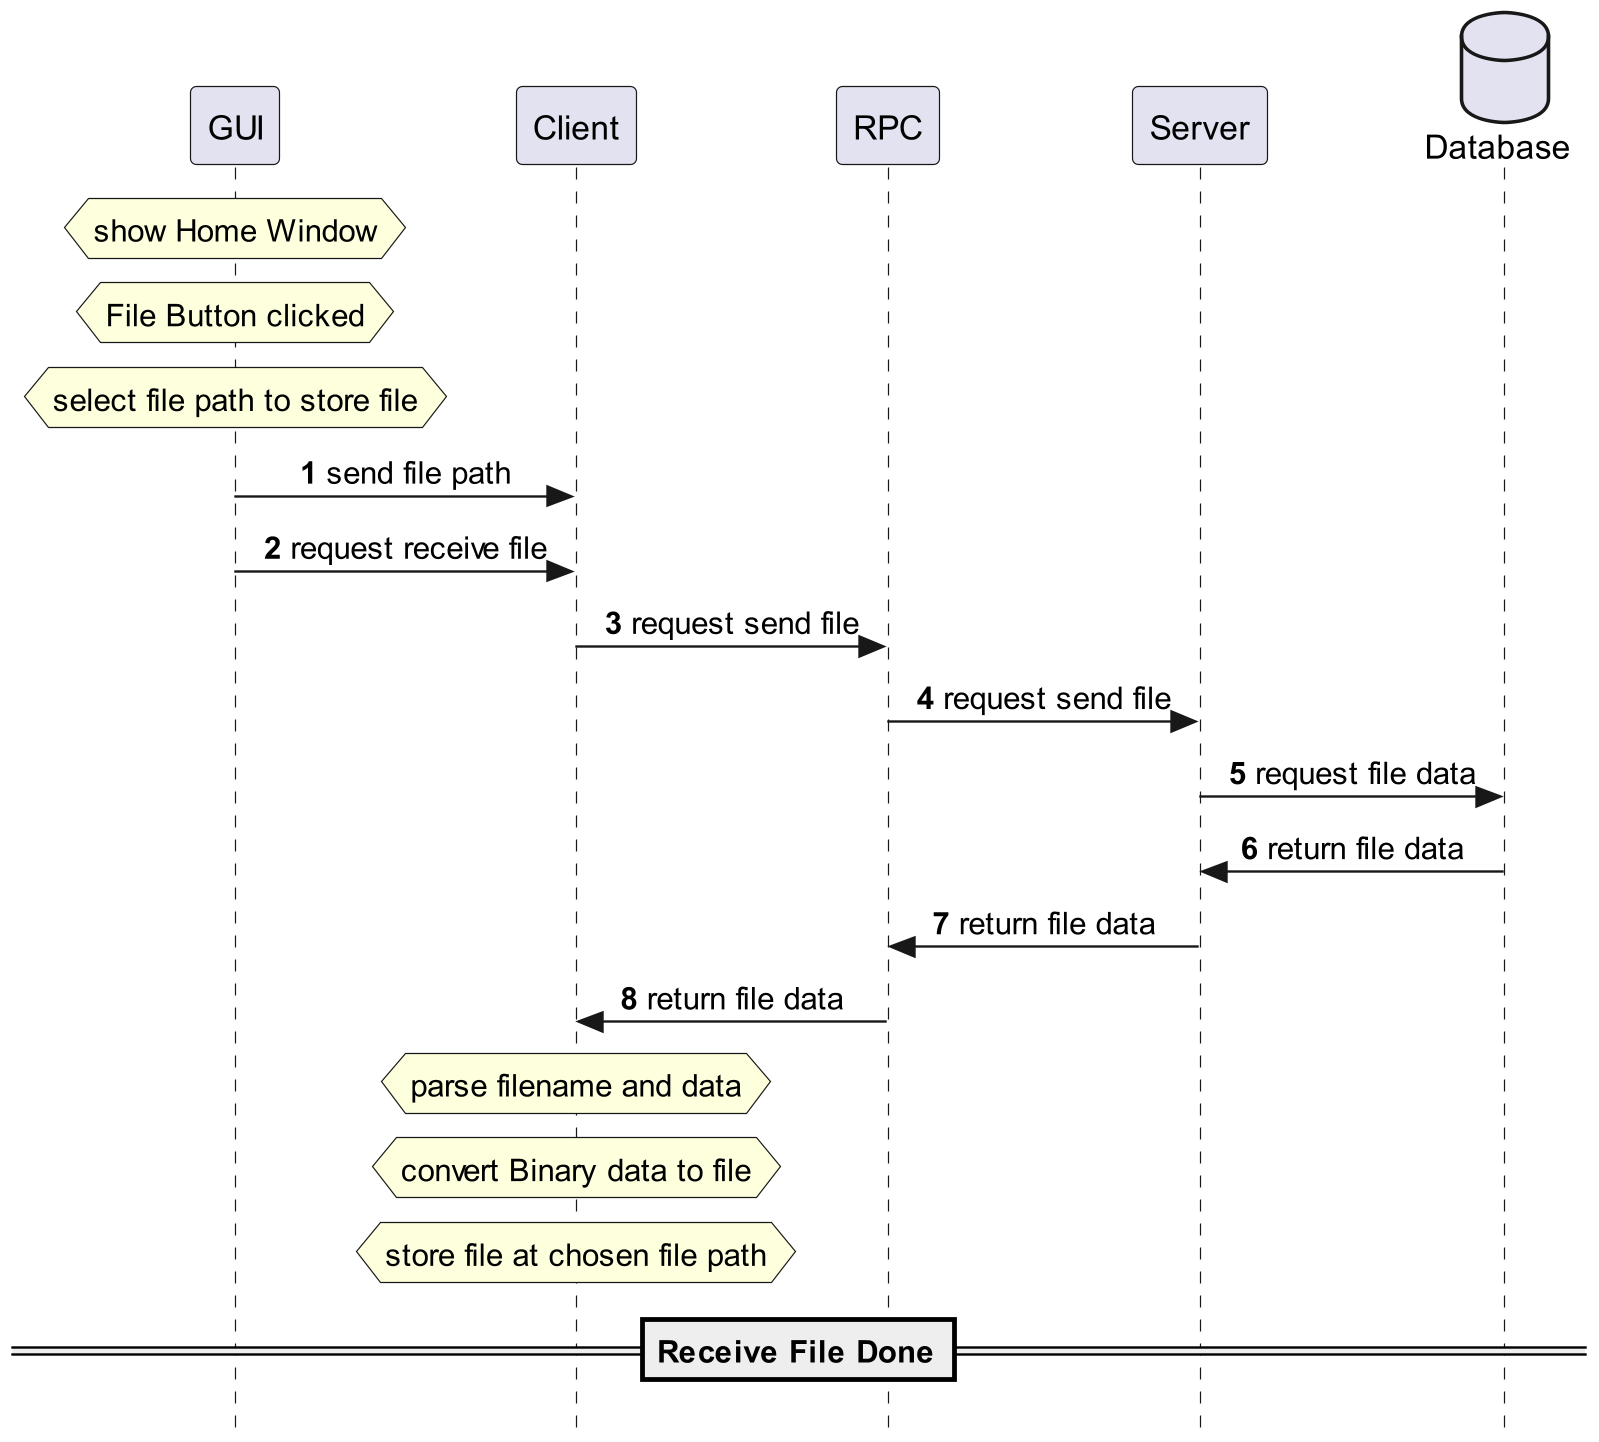 GUI
Client
RPC
Server
Database
show Home Window
File Button clicked
select file path to store file
1 send file path
2 request receive file
3 request send file
4 request send file
5 request file data
6 return file data
7 return file data
8 return file data
parse filename and data
convert Binary data to file
store file at chosen file path
Receive File Done